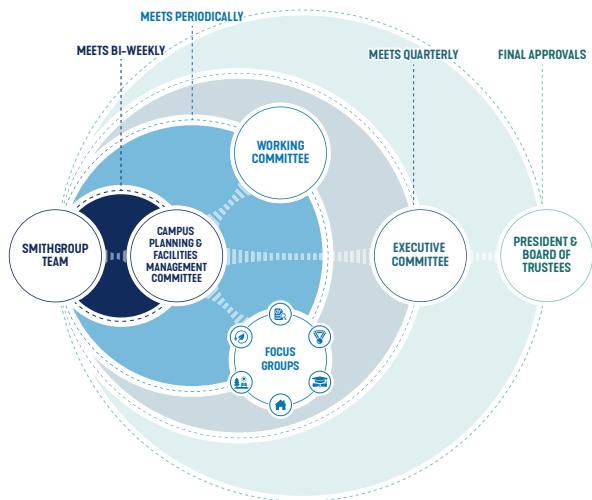 MEETS PERIODICALLY
MEETS BI-WEEKLY
MEETS QUARTERLY
FINAL APPROVALS
WORKING
COMMITTEE
SMITHGROUP
TEAM
CAMPUS
PLANNING &
FACILITIES
MANAGEMENT
COMMITTEE
EXECUTIVE
COMMITTEE
PRESIDENT &
BOARD OF
TRUSTEES
FOCUS
GROUPS